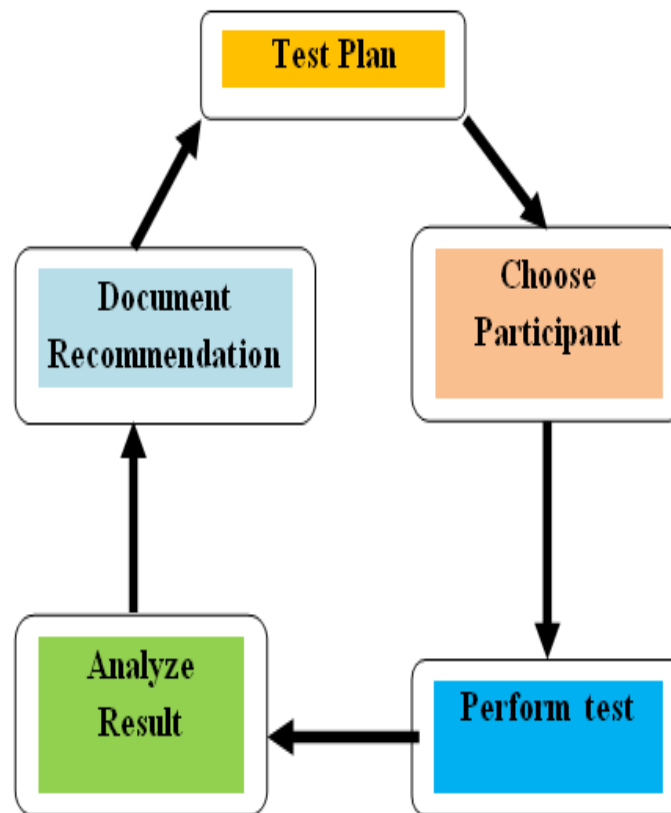 Test Plan
Choose
Participant
Perform test
Analyze
Result
Document
Recommendation